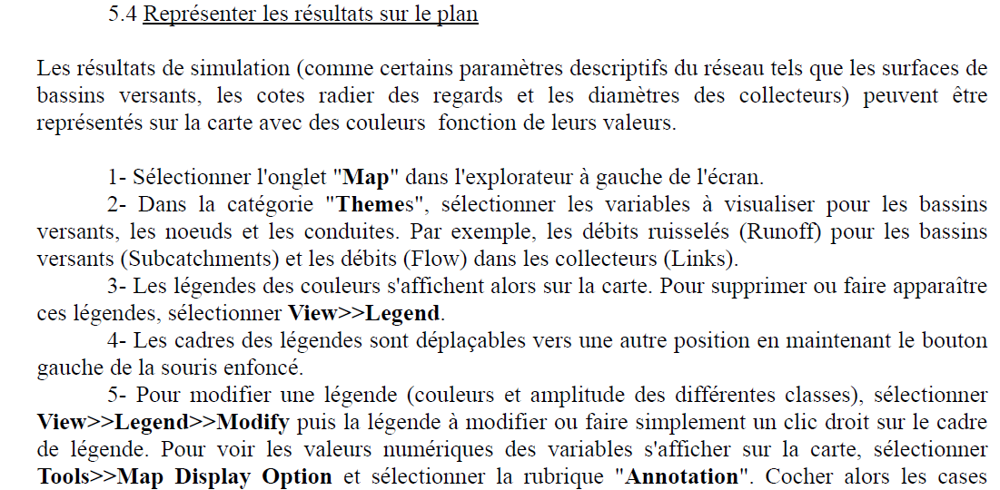 5.4 Représenter les résultats sur le plan
Les résultats de simulation (comme certains paramètres descriptifs du réseau tels que les surfaces de
bassins versants, les cotes radier des regards et les diamètres des collecteurs) peuvent être
représentés sur la carte avec des couleurs  fonction de leurs valeurs.
1- Sélectionner l'onglet "Map" dans l'explorateur à gauche de l'écran.
2- Dans la catégorie "Themes", sélectionner les variables à visualiser pour les bassins
versants, les noeuds et les conduites. Par exemple, les débits ruisselés (Runoff) pour les bassins
versants (Subcatchments) et les débits (Flow) dans les collecteurs (Links).
3- Les légendes des couleurs s'affichent alors sur la carte. Pour supprimer ou faire apparaître
ces légendes, sélectionner View>>Legend.
4- Les cadres des légendes sont déplaçables vers une autre position en maintenant le bouton
gauche de la souris enfoncé.
5- Pour modifier une légende (couleurs et amplitude des différentes classes), sélectionner
View>>Legend>>Modify puis la légende à modifier ou faire simplement un clic droit sur le cadre
de légende. Pour voir les valeurs numériques des variables s'afficher sur la carte, sélectionner
Tools>>Map Display Option et sélectionner la rubrique "Annotation". Cocher alors les cases